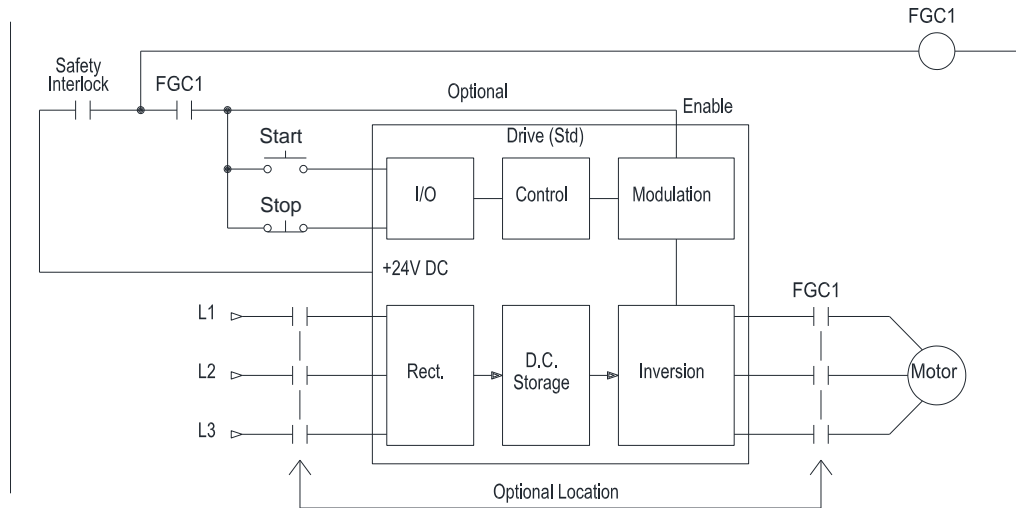 FGC1
Safety
Interlock
FGC1
Optional
Enable
Drive (Std)
Start
I/O
Control
Modulation
Stop
+24V DC
FGC1
L1
L2
Rect.
D.C.
Storage
Inversion
Motor
L3
Optional Location